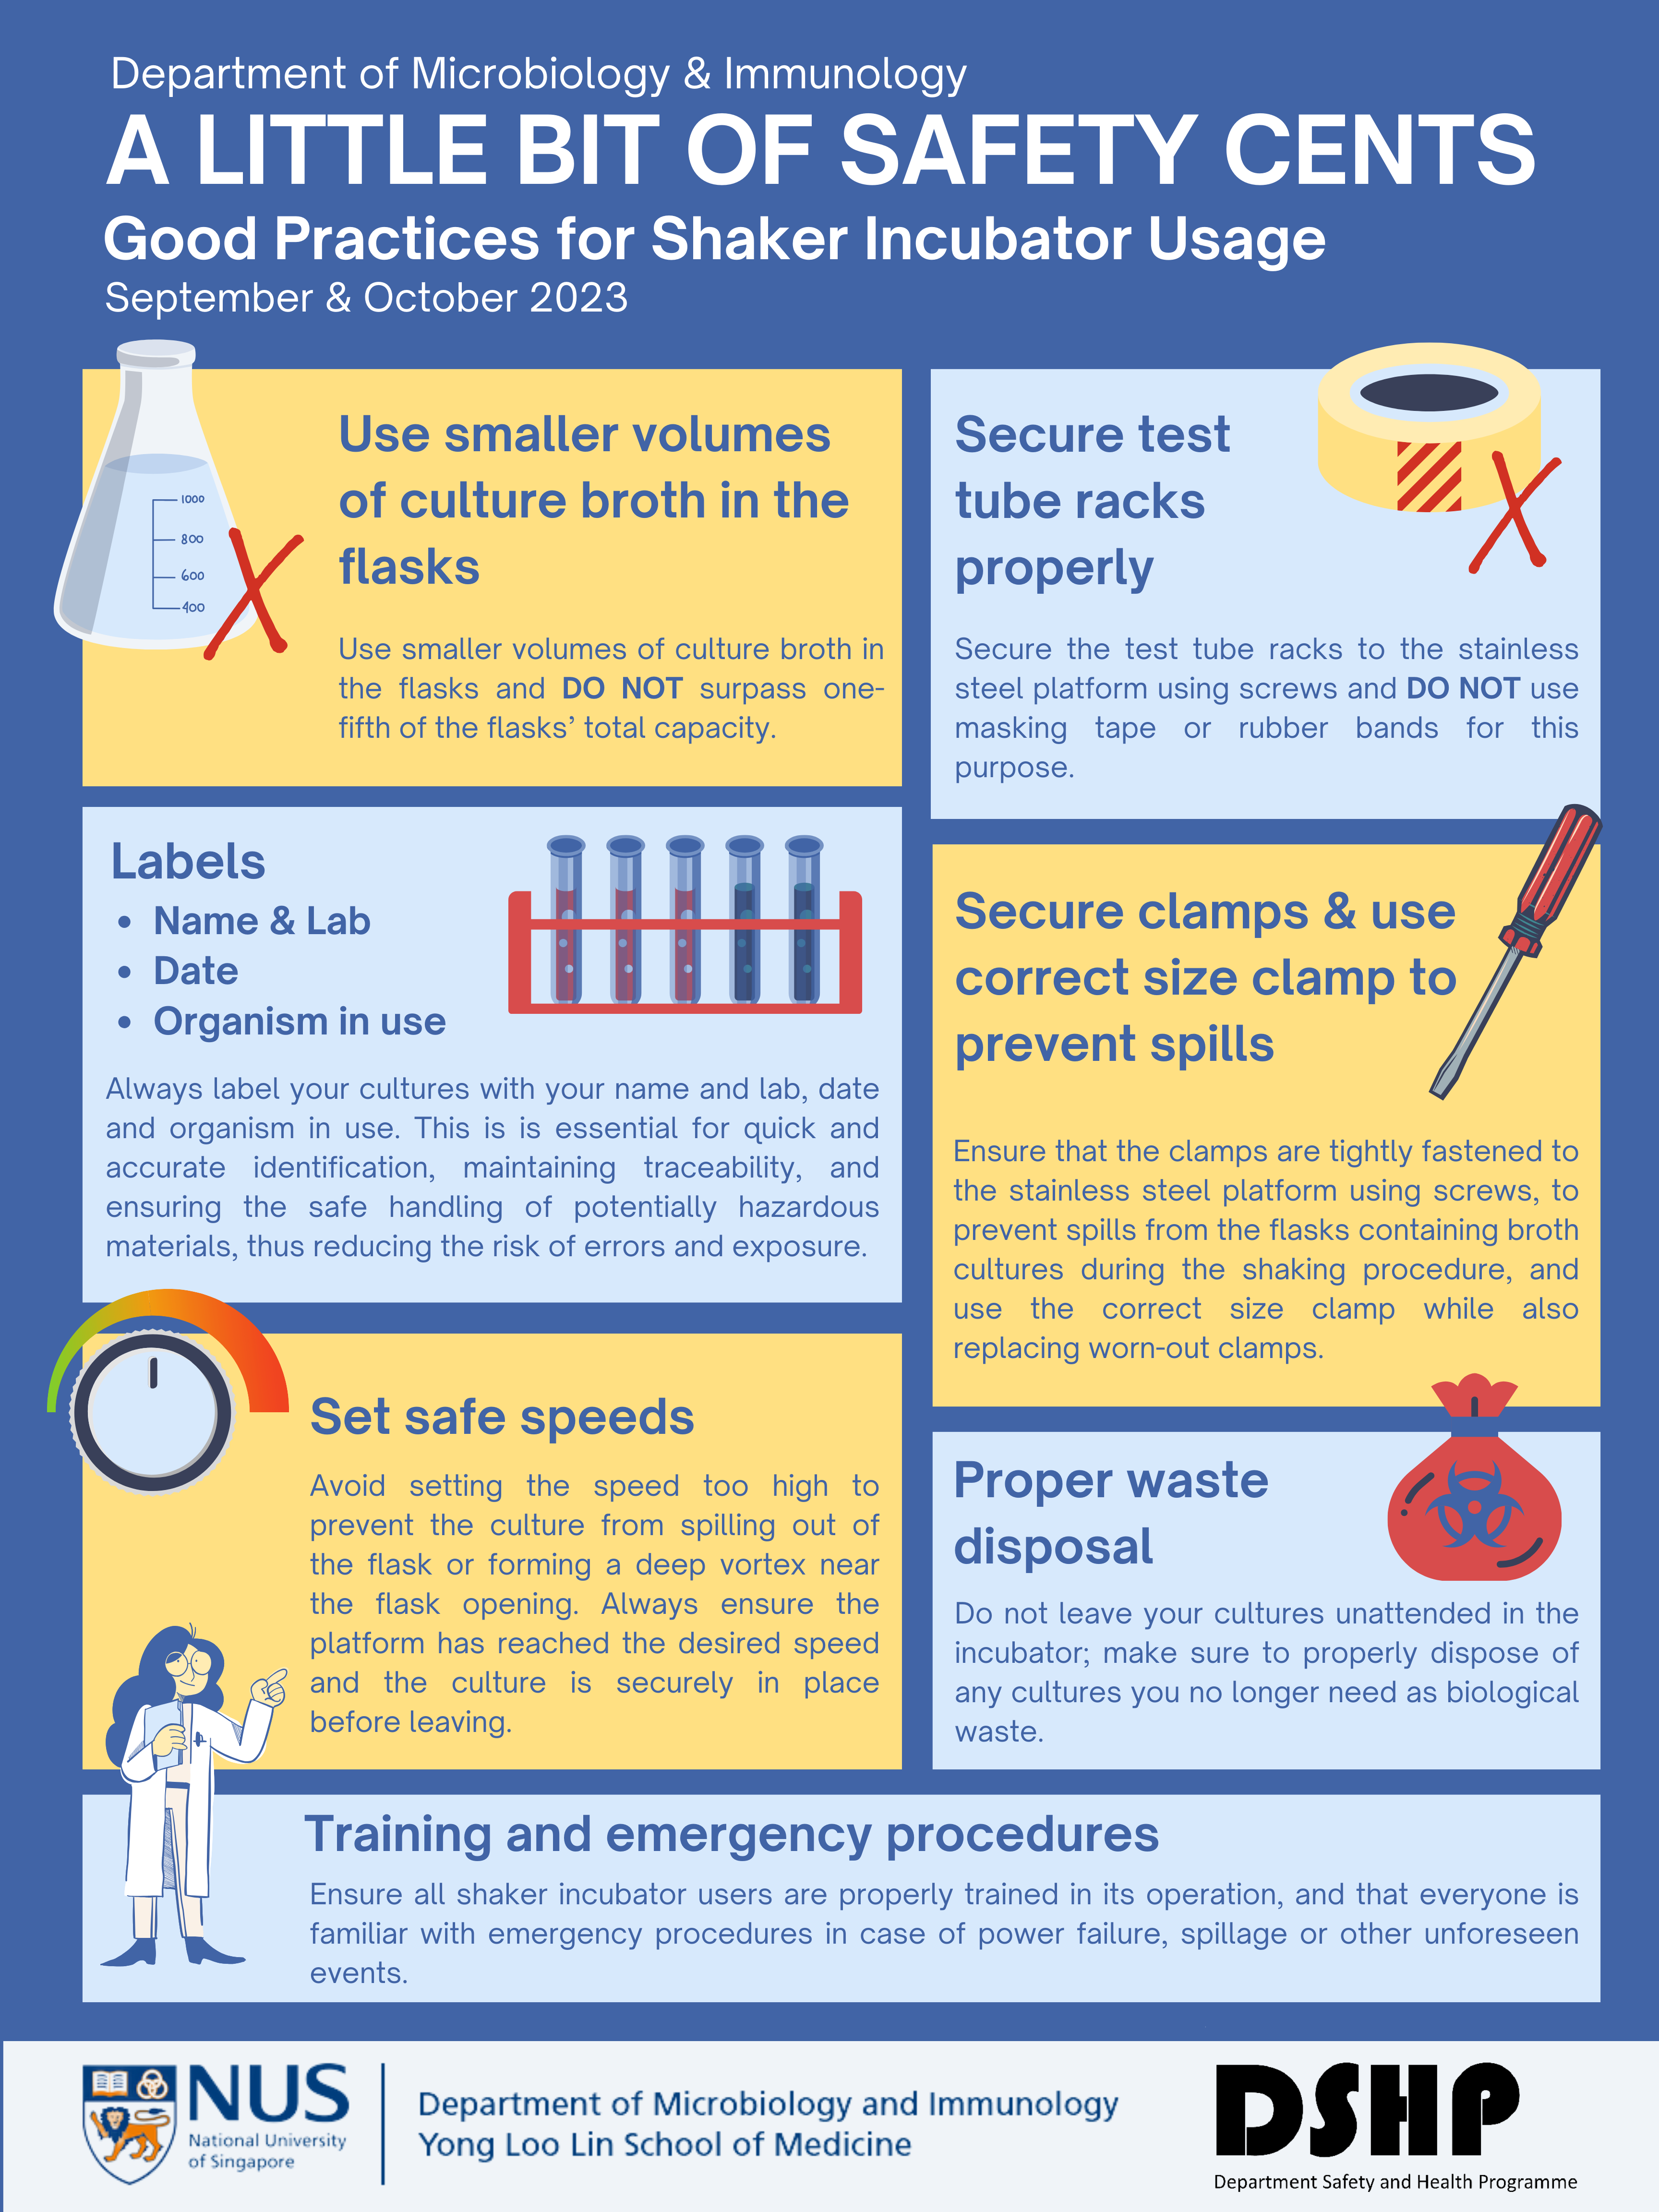 Department of Microbiology & Immunology
A LITTLE BIT OF SAFETY CENTS
Good Practices for Shaker Incubator Usage
September & October 2023
1000
800
600
400
Use smaller volumes
of culture broth in the
flasks
Use smaller volumes of culture broth in
the flasks and DO NOT surpass one-
fifth of the flasks’ total capacity.
Secure test
tube racks
properly
Secure the test tube racks to the stainless
steel platform using screws and DO NOT use
masking tape or rubber bands for this
purpose.
Labels
• Name & Lab
• Date
• Organism in use
Always label your cultures with your name and lab, date
and organism in use. This is is essential for quick and
accurate identification, maintaining traceability, and
ensuring the safe handling of potentially hazardous
materials, thus reducing the risk of errors and exposure.
Secure clamps & use
correct size clamp to
prevent spills
Ensure that the clamps are tightly fastened to
the stainless steel platform using screws, to
prevent spills from the flasks containing broth
cultures during the shaking procedure, and
use the correct size clamp while also
replacing worn-out clamps.
Set safe speeds
Avoid setting the speed too high to
prevent the culture from spilling out of
the flask or forming a deep vortex near
the flask opening. Always ensure the
platform has reached the desired speed
and the culture is securely in place
before leaving.
Proper waste
disposal
Do not leave your cultures unattended in the
incubator; make sure to properly dispose of
any cultures you no longer need as biological
waste.
Training and emergency procedures
Ensure all shaker incubator users are properly trained in its operation, and that everyone is
familiar with emergency procedures in case of power failure, spillage or other unforeseen
events.
NUS
National University
of Singapore
Department of Microbiology and Immunology
Yong Loo Lin School of Medicine
DSHP
Department Safety and Health Programme